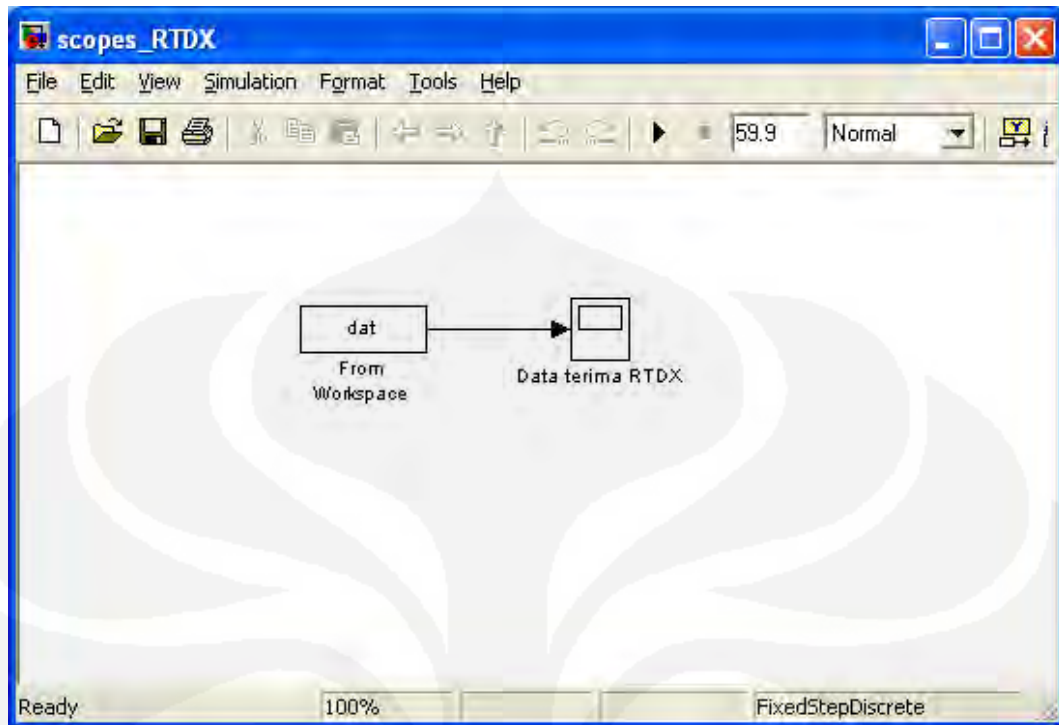 scopes_RTDX
File Edit View Simulation Format Tools Help
59.9 Normal
dat
From
Workspace
Data terima RTDX
Ready 100% FixedStepDiscrete